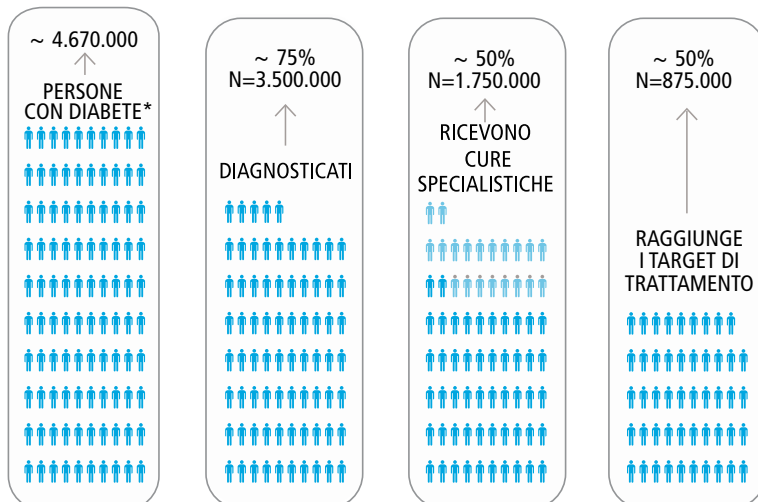 ~ 4.670.000
PERSONE
CON DIABETE*
~ 75%
N=3.500.000
DIAGNOSTICATI
~ 50%
N=1.750.000
RICEVONO
CURE
SPECIALISTICHE
~ 50%
N=875.000
RAGGIUNGE
I TARGET DI
TRATTAMENTO